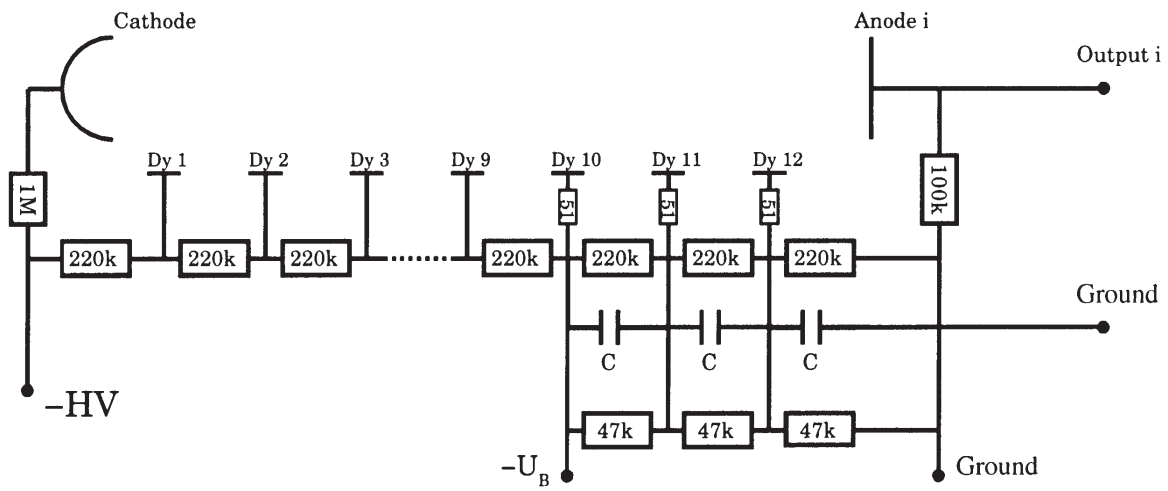 Cathode
Anode i
Output i
Dy 1
Dy 2
Dy 3
Dy 9
Dy 10
Dy 11
Dy 12
1M
51
51
51
100k
220k
220k
220k
220k
220k
220k
220k
Ground
C
C
C
–HV
47k
47k
47k
–U_B
Ground